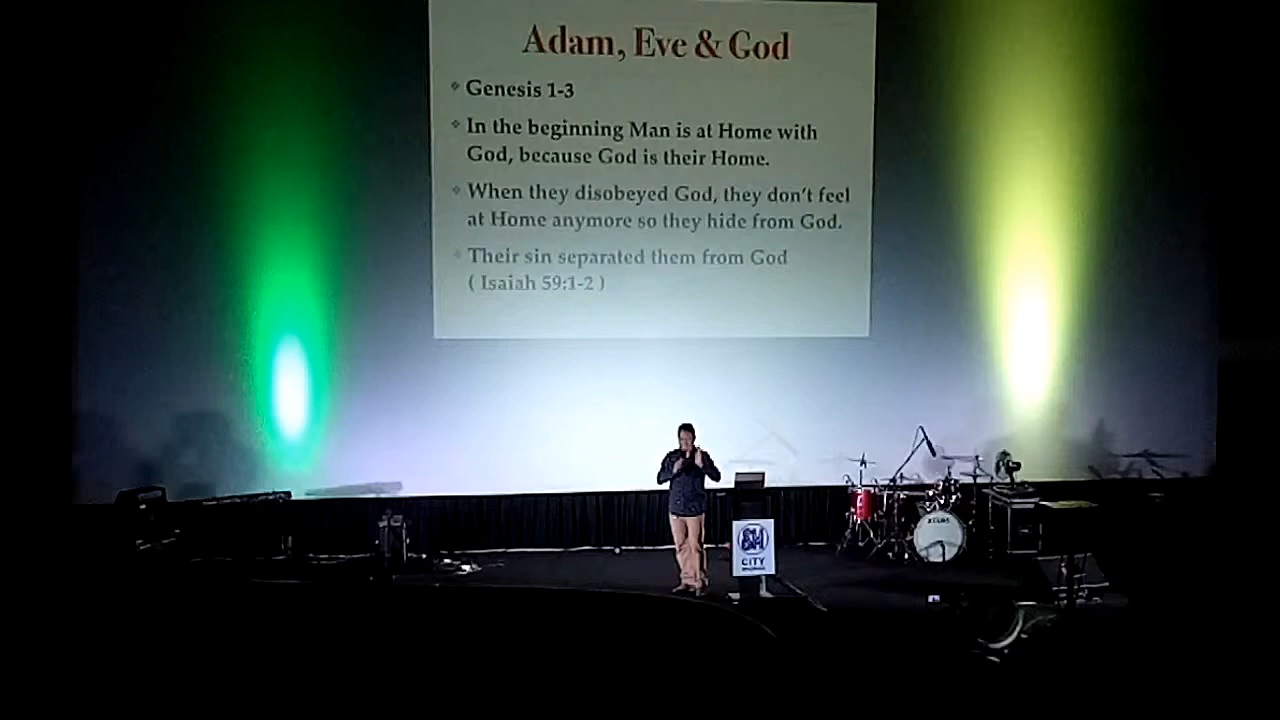 Adam, Eve & God
Genesis 1-3
In the beginning Man is at Home with
God, because God is their Home.
When they disobeyed God, they don't feel
at Home anymore so they hide from God.
Their sin separated them from God
( Isaiah 59:1-2 )
SM
CITY